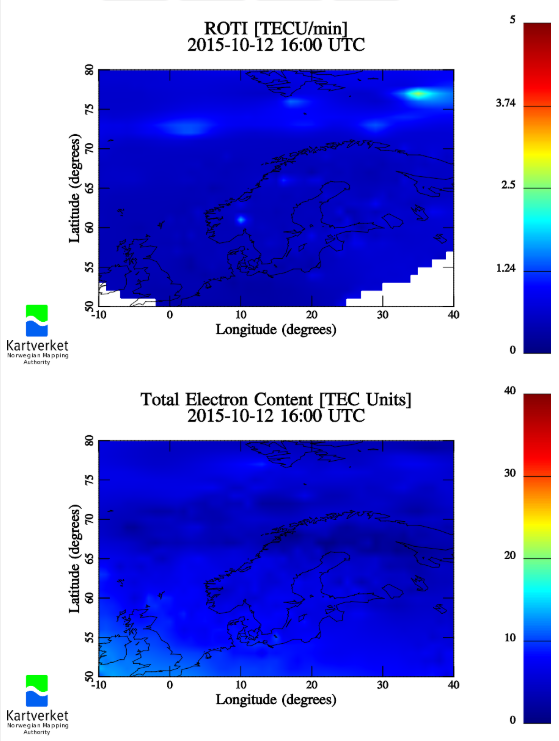 ROTI [TECU/min]
2015-10-12 16:00 UTC
5
3.74
2.5
1.24
0
80
75
70
65
60
55
50
Latitude (degrees)
-10 0 10 20 30 40
Longitude (degrees)
Kartverket
Norwegian Mapping
Authority
Total Electron Content [TEC Units]
2015-10-12 16:00 UTC
40
30
20
10
0
80
75
70
65
60
55
50
Latitude (degrees)
-10 0 10 20 30 40
Longitude (degrees)
Kartverket
Norwegian Mapping
Authority